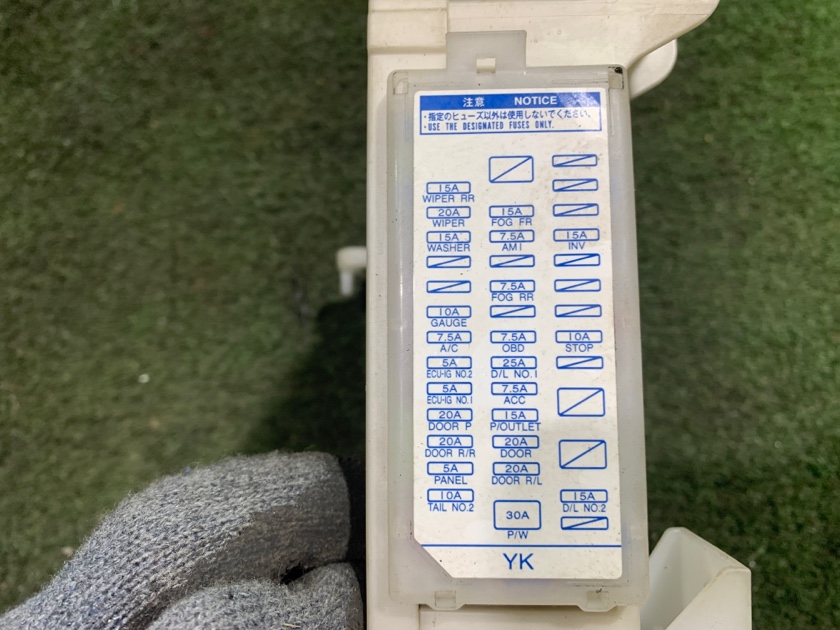 注意 NOTICE
・指定のヒューズ以外は使用しないでください。
・USE THE DESIGNATED FUSES ONLY.
15A
WIPER RR
20A 15A
WIPER FOG FR
15A 7.5A 15A
WASHER AM1 INV
7.5A
FOG RR
10A
GAUGE
7.5A 7.5A 10A
A/C OBD STOP
5A 25A
ECU-IG NO.2 D/L NO.1
5A 7.5A
ECU-IG NO.1 ACC
20A 15A
DOOR P P/OUTLET
20A 20A
DOOR R/R DOOR
5A 20A
PANEL DOOR R/L
10A 15A
TAIL NO.2 D/L NO.2
30A
P/W
YK